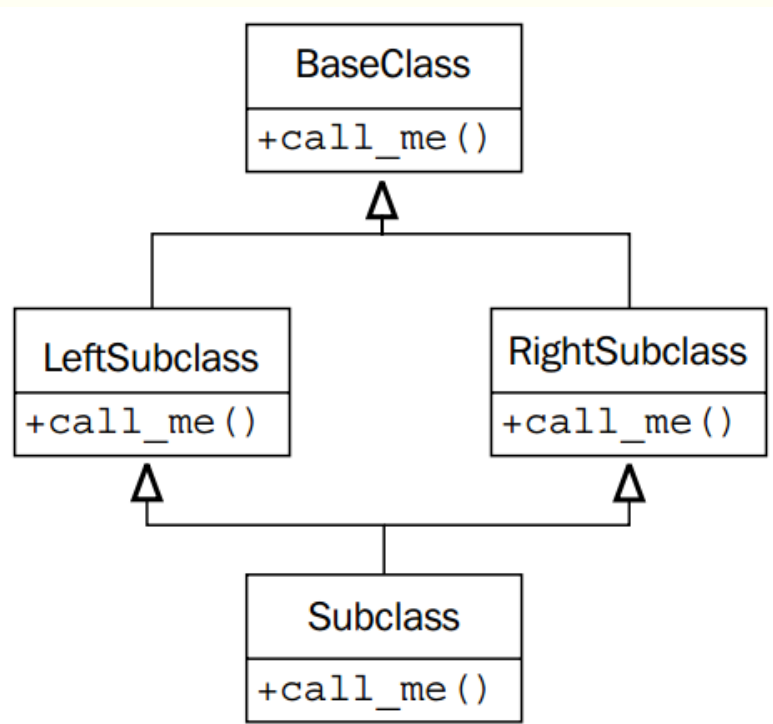 BaseClass
+call_me()
LeftSubclass
RightSubclass
+call_me()
+call_me()
Subclass
+call_me()